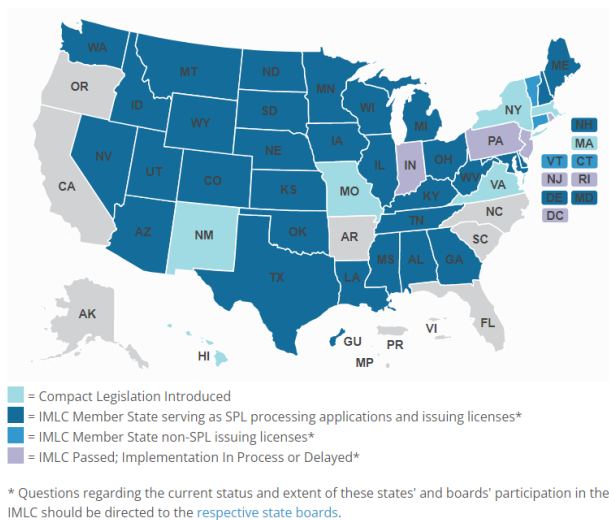 WA
ME
MT
ND
OR
MN
ID
SD
WI
NY
WY
MI
NH
IA
PA
MA
NE
NV
IL
IN
OH
VT CT
UT
CO
WV
VA
NJ RI
CA
KS
MO
KY
DE MD
NC
DC
TN
AZ
NM
OK
AR
SC
MS
AL
GA
TX
LA
AK
FL
HI
GU
PR
VI
MP
= Compact Legislation Introduced
= IMLC Member State serving as SPL processing applications and issuing licenses*
= IMLC Member State non-SPL issuing licenses*
= IMLC Passed; Implementation In Process or Delayed*
* Questions regarding the current status and extent of these states' and boards' participation in the
IMLC should be directed to the respective state boards.